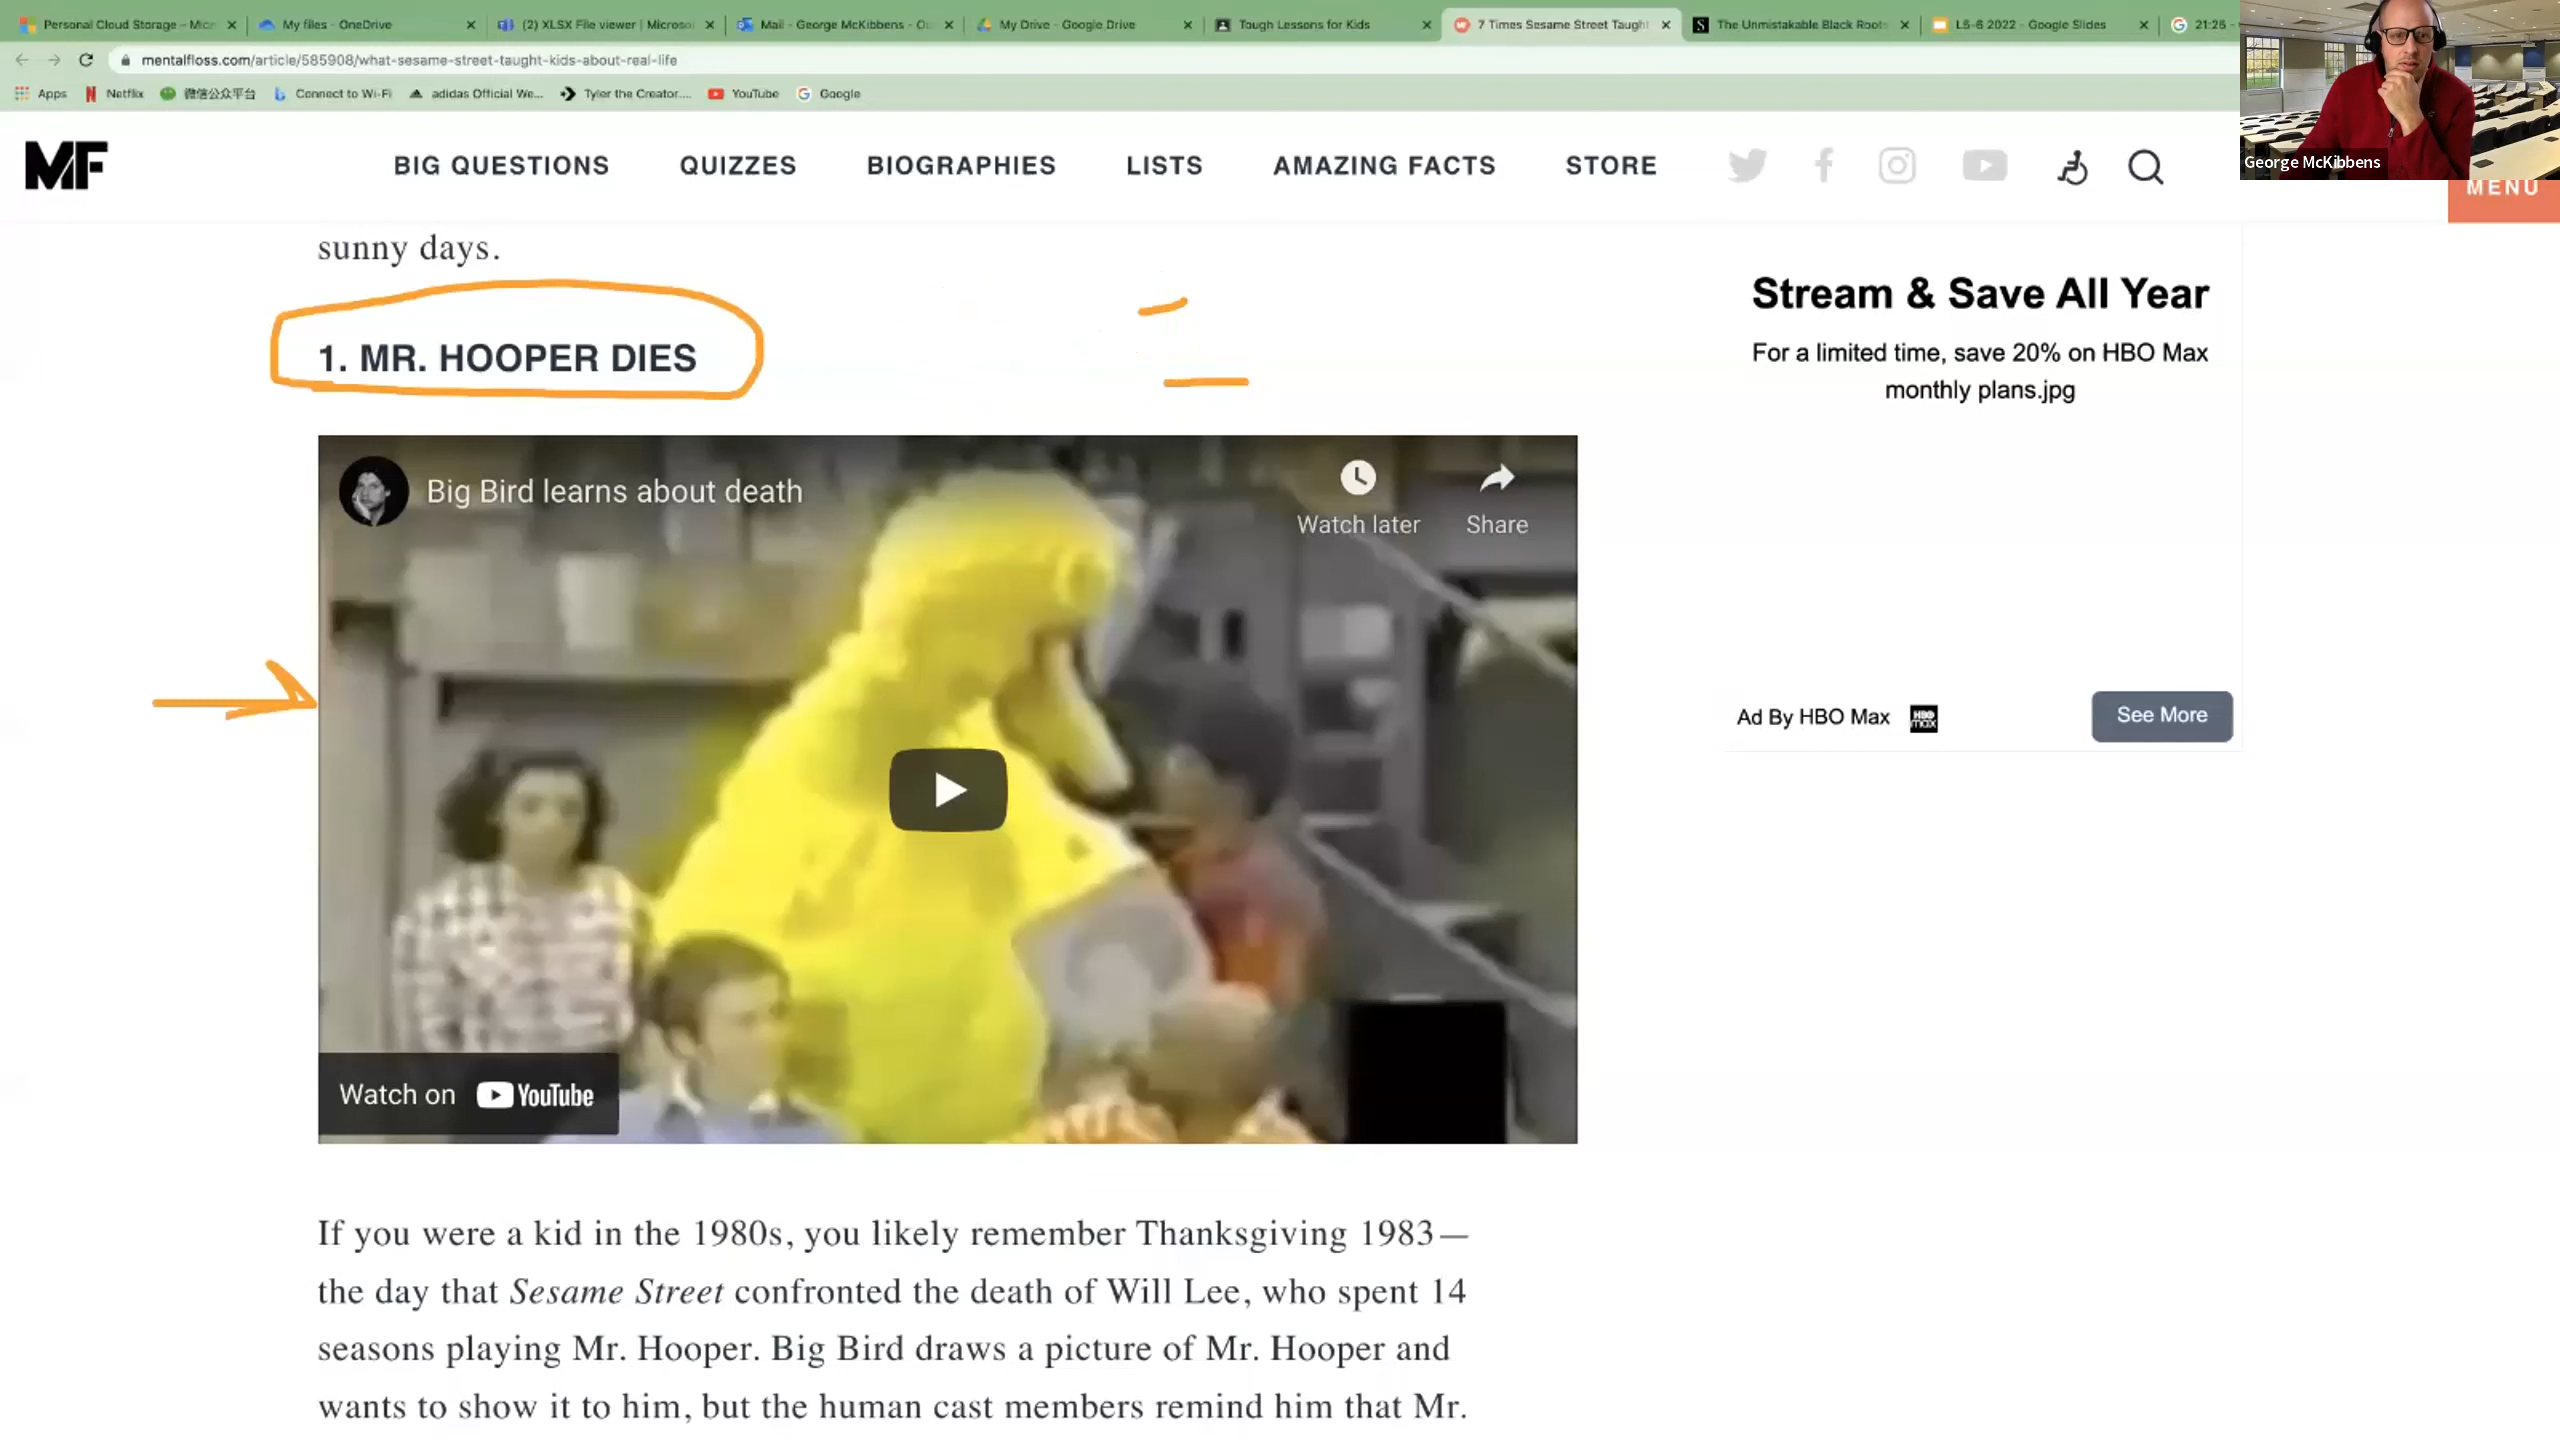 Personal Cloud Storage – Micr
My files - OneDrive
(2) XLSX File viewer | Microso
Mail - George McKibbens - Ou
My Drive - Google Drive
Tough Lessons for Kids
7 Times Sesame Street Taught
The Unmistakable Black Roots
L5-6 2022 - Google Slides
21:25 -
mentalfloss.com/article/585908/what-sesame-street-taught-kids-about-real-life
Apps
Netflix
微信公众平台
Connect to Wi-Fi
adidas Official We...
Tyler the Creator....
YouTube
Google
George McKibbens
MF
BIG QUESTIONS
QUIZZES
BIOGRAPHIES
LISTS
AMAZING FACTS
STORE
MENU
sunny days.
1. MR. HOOPER DIES
Stream & Save All Year
For a limited time, save 20% on HBO Max
monthly plans.jpg
Big Bird learns about death
Watch later
Share
Ad By HBO Max
HBO
max
See More
Watch on YouTube
If you were a kid in the 1980s, you likely remember Thanksgiving 1983—
the day that Sesame Street confronted the death of Will Lee, who spent 14
seasons playing Mr. Hooper. Big Bird draws a picture of Mr. Hooper and
wants to show it to him, but the human cast members remind him that Mr.